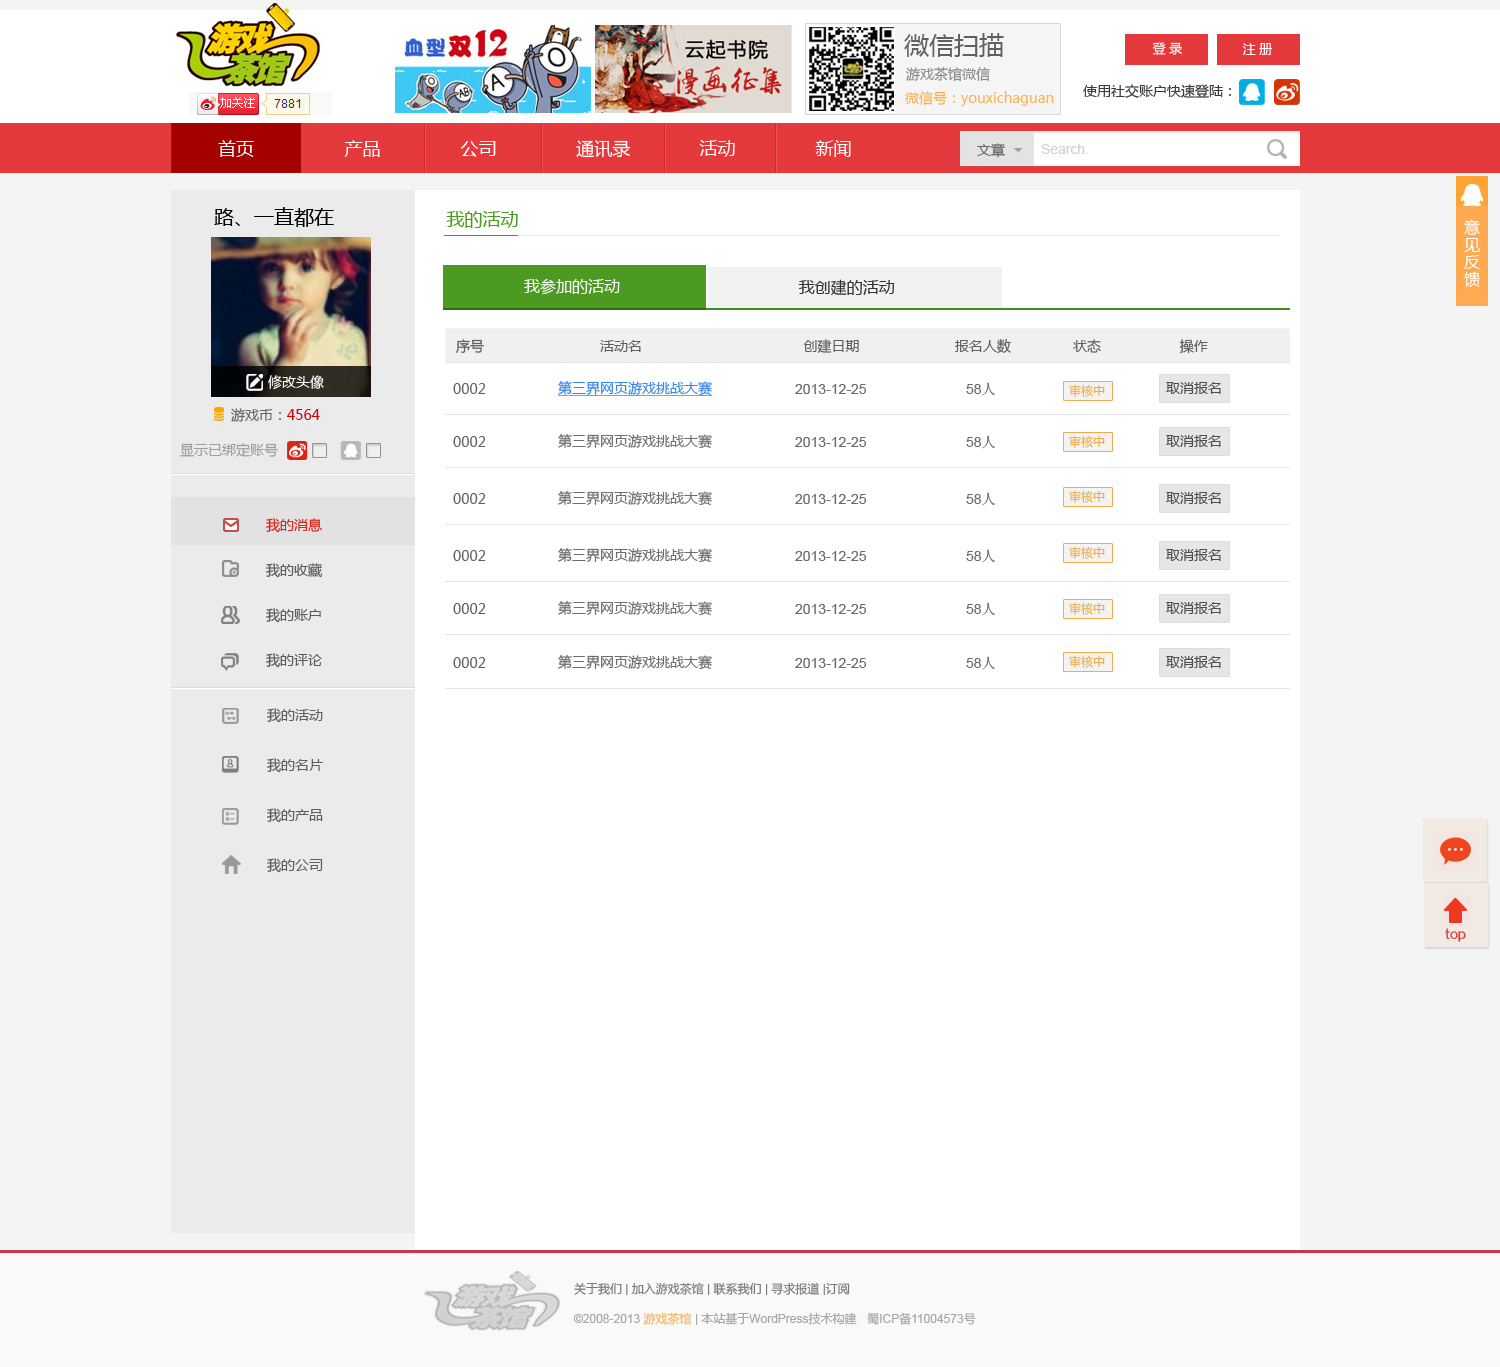 游戏茶馆
加关注 7881
血型双12
云起书院
漫画征集
微信扫描
游戏茶馆微信
微信号：youxichaguan
登录 注册
使用社交账户快速登陆：
首页 产品 公司 通讯录 活动 新闻 文章 Search.
意见反馈
路、一直都在
修改头像
游戏币：4564
显示已绑定账号
我的消息
我的收藏
我的账户
我的评论
我的活动
我的名片
我的产品
我的公司
我的活动
我参加的活动 我创建的活动
序号 活动名 创建日期 报名人数 状态 操作
0002 第三界网页游戏挑战大赛 2013-12-25 58人 审核中 取消报名
0002 第三界网页游戏挑战大赛 2013-12-25 58人 审核中 取消报名
0002 第三界网页游戏挑战大赛 2013-12-25 58人 审核中 取消报名
0002 第三界网页游戏挑战大赛 2013-12-25 58人 审核中 取消报名
0002 第三界网页游戏挑战大赛 2013-12-25 58人 审核中 取消报名
0002 第三界网页游戏挑战大赛 2013-12-25 58人 审核中 取消报名
top
游戏茶馆
关于我们 | 加入游戏茶馆 | 联系我们 | 寻求报道 |订阅
©2008-2013 游戏茶馆 | 本站基于WordPress技术构建 蜀ICP备11004573号